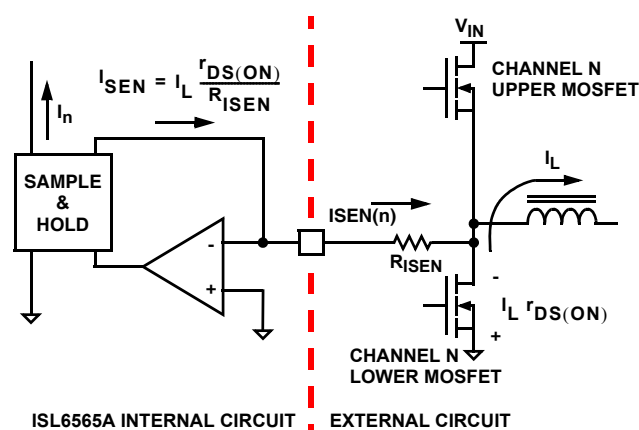 I_SEN = I_L r_DS(ON) / R_ISEN
I_n
SAMPLE
&
HOLD
-
+
ISEN(n)
R_ISEN
V_IN
CHANNEL N
UPPER MOSFET
I_L
-
I_L r_DS(ON)
+
CHANNEL N
LOWER MOSFET
ISL6565A INTERNAL CIRCUIT
EXTERNAL CIRCUIT